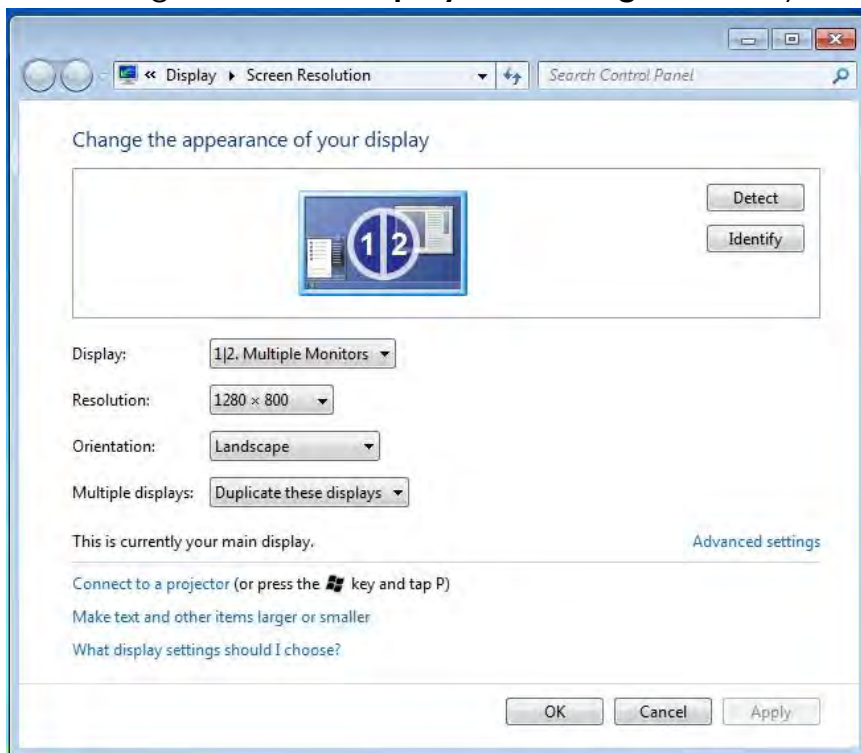 « Display ▸ Screen Resolution
Search Control Panel
Change the appearance of your display
1 2
Detect
Identify
Display: 1|2. Multiple Monitors
Resolution: 1280 × 800
Orientation: Landscape
Multiple displays: Duplicate these displays
This is currently your main display.
Advanced settings
Connect to a projector (or press the key and tap P)
Make text and other items larger or smaller
What display settings should I choose?
OK Cancel Apply